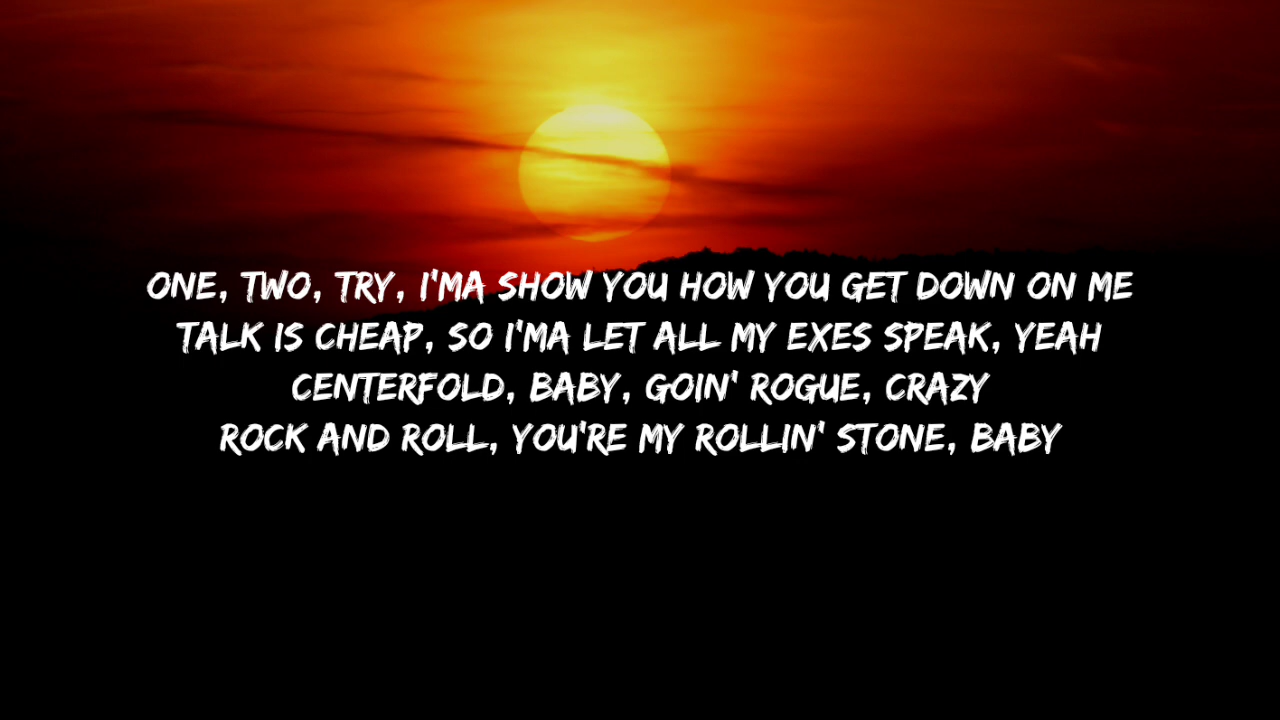 ONE, TWO, TRY, I'MA SHOW YOU HOW YOU GET DOWN ON ME
TALK IS CHEAP, SO I'MA LET ALL MY EXES SPEAK, YEAH
CENTERFOLD, BABY, GOIN' ROGUE, CRAZY
ROCK AND ROLL, YOU'RE MY ROLLIN' STONE, BABY